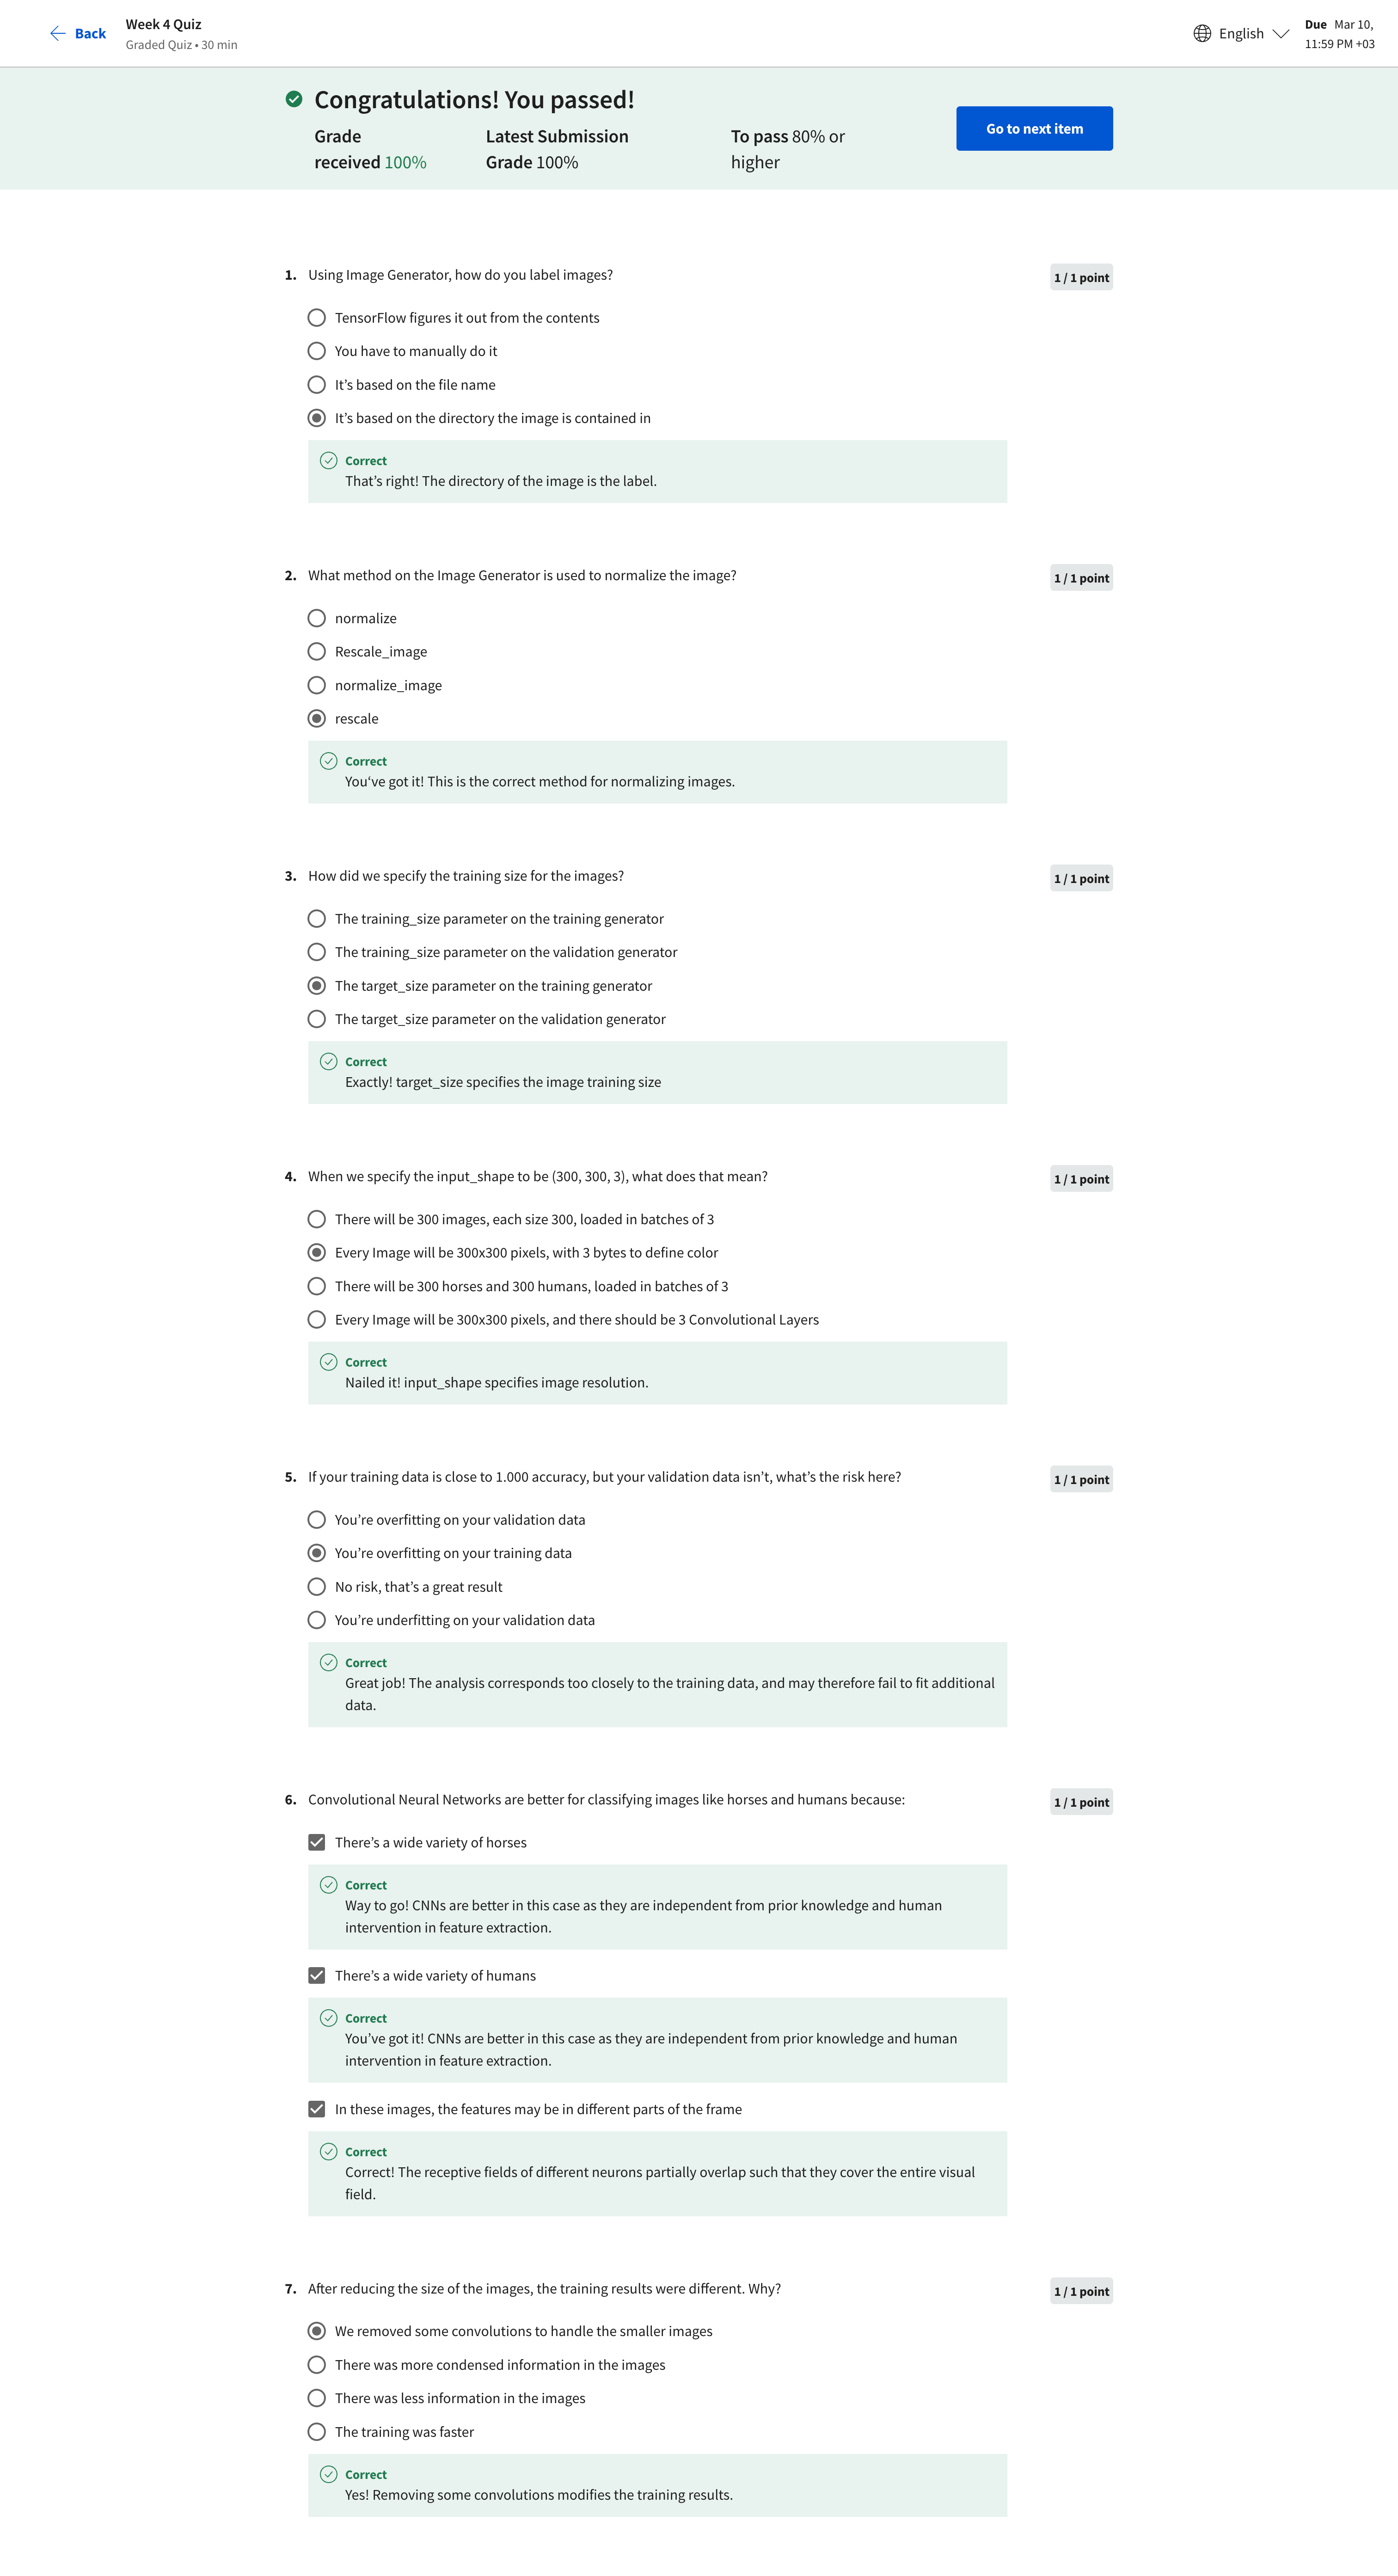 Back
Week 4 Quiz
Graded Quiz • 30 min
English
Due Mar 10,
11:59 PM +03
Congratulations! You passed!
Grade
received 100%
Latest Submission
Grade 100%
To pass 80% or
higher
Go to next item
1. Using Image Generator, how do you label images?
1 / 1 point
TensorFlow figures it out from the contents
You have to manually do it
It’s based on the file name
It’s based on the directory the image is contained in
Correct
That’s right! The directory of the image is the label.
2. What method on the Image Generator is used to normalize the image?
1 / 1 point
normalize
Rescale_image
normalize_image
rescale
Correct
You‘ve got it! This is the correct method for normalizing images.
3. How did we specify the training size for the images?
1 / 1 point
The training_size parameter on the training generator
The training_size parameter on the validation generator
The target_size parameter on the training generator
The target_size parameter on the validation generator
Correct
Exactly! target_size specifies the image training size
4. When we specify the input_shape to be (300, 300, 3), what does that mean?
1 / 1 point
There will be 300 images, each size 300, loaded in batches of 3
Every Image will be 300x300 pixels, with 3 bytes to define color
There will be 300 horses and 300 humans, loaded in batches of 3
Every Image will be 300x300 pixels, and there should be 3 Convolutional Layers
Correct
Nailed it! input_shape specifies image resolution.
5. If your training data is close to 1.000 accuracy, but your validation data isn’t, what’s the risk here?
1 / 1 point
You’re overfitting on your validation data
You’re overfitting on your training data
No risk, that’s a great result
You’re underfitting on your validation data
Correct
Great job! The analysis corresponds too closely to the training data, and may therefore fail to fit additional
data.
6. Convolutional Neural Networks are better for classifying images like horses and humans because:
1 / 1 point
There’s a wide variety of horses
Correct
Way to go! CNNs are better in this case as they are independent from prior knowledge and human
intervention in feature extraction.
There’s a wide variety of humans
Correct
You’ve got it! CNNs are better in this case as they are independent from prior knowledge and human
intervention in feature extraction.
In these images, the features may be in different parts of the frame
Correct
Correct! The receptive fields of different neurons partially overlap such that they cover the entire visual
field.
7. After reducing the size of the images, the training results were different. Why?
1 / 1 point
We removed some convolutions to handle the smaller images
There was more condensed information in the images
There was less information in the images
The training was faster
Correct
Yes! Removing some convolutions modifies the training results.